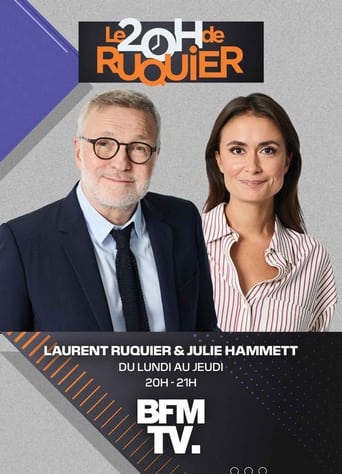 Le 20H de
RUQUIER
LAURENT RUQUIER & JULIE HAMMETT
DU LUNDI AU JEUDI
20H - 21H
BFM
TV.